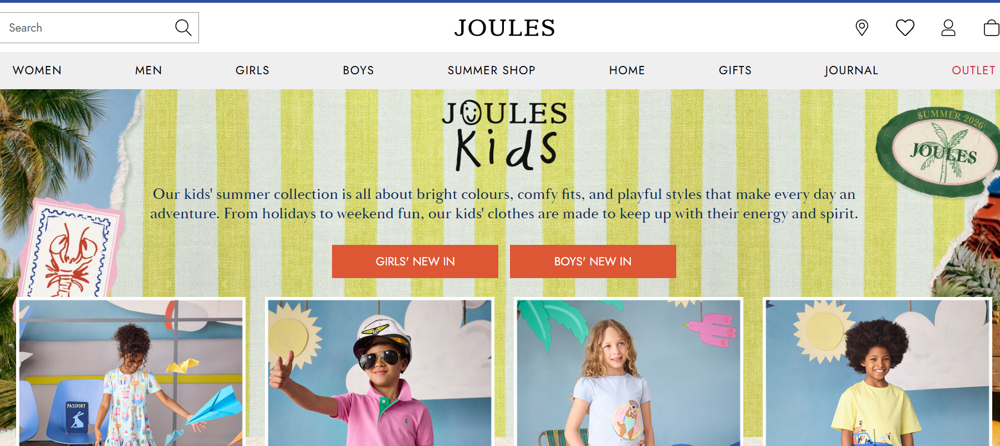 Search
JOULES
WOMEN MEN GIRLS BOYS SUMMER SHOP HOME GIFTS JOURNAL OUTLET
JOULES
Kids
SUMMER 2026
JOULES
Our kids' summer collection is all about bright colours, comfy fits, and playful styles that make every day an
adventure. From holidays to weekend fun, our kids' clothes are made to keep up with their energy and spirit.
GIRLS' NEW IN
BOYS' NEW IN
PASSPORT